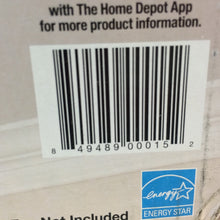 with The Home Depot App
for more product information.
8 49489 00015 2
Not Included
energy
ENERGY STAR